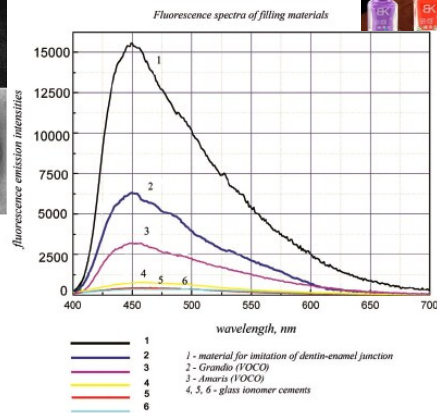 Fluorescence spectra of filling materials
BK
BK
fluorescence emission intensities
15000
12500
10000
7500
5000
2500
0
1
2
3
4 5 6
400 450 500 550 600 650 700
wavelength, nm
1
2
3
4
5
6
1 - material for imitation of dentin-enamel junction
2 - Grandio (VOCO)
3 - Amaris (VOCO)
4, 5, 6 - glass ionomer cements